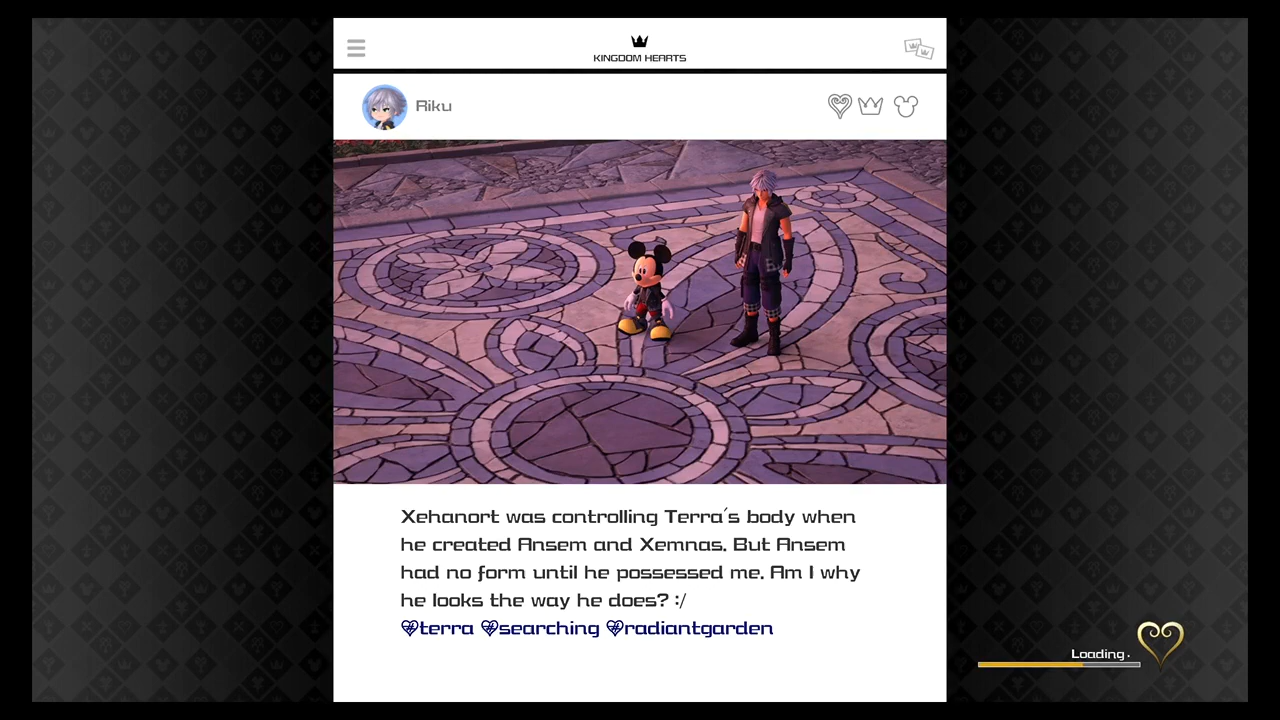 KINGDOM HEARTS
Riku
Xehanort was controlling Terra's body when
he created Ansem and Xemnas. But Ansem
had no form until he possessed me. Am I why
he looks the way he does? :/
#terra #searching #radiantgarden
Loading.